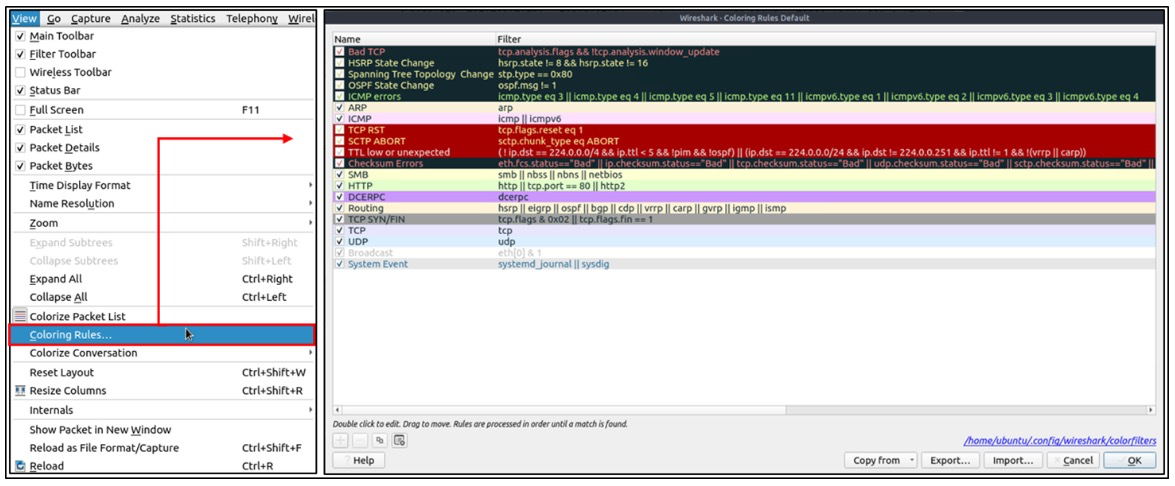 View Go Capture Analyze Statistics Telephony Wirel
Main Toolbar
Filter Toolbar
Wireless Toolbar
Status Bar
Full Screen F11
Packet List
Packet Details
Packet Bytes
Time Display Format
Name Resolution
Zoom
Expand Subtrees Shift+Right
Collapse Subtrees Shift+Left
Expand All Ctrl+Right
Collapse All Ctrl+Left
Colorize Packet List
Coloring Rules...
Colorize Conversation
Reset Layout Ctrl+Shift+W
Resize Columns Ctrl+Shift+R
Internals
Show Packet in New Window
Reload as File Format/Capture Ctrl+Shift+F
Reload Ctrl+R
Wireshark · Coloring Rules Default
Name Filter
Bad TCP tcp.analysis.flags && !tcp.analysis.window_update
HSRP State Change hsrp.state != 8 && hsrp.state != 16
Spanning Tree Topology Change stp.type == 0x80
OSPF State Change ospf.msg != 1
ICMP errors icmp.type eq 3 || icmp.type eq 4 || icmp.type eq 5 || icmp.type eq 11 || icmpv6.type eq 1 || icmpv6.type eq 2 || icmpv6.type eq 3 || icmpv6.type eq 4
ARP arp
ICMP icmp || icmpv6
TCP RST tcp.flags.reset eq 1
SCTP ABORT sctp.chunk_type eq ABORT
TTL low or unexpected ( ! ip.dst == 224.0.0.0/4 && ip.ttl < 5 && !pim && !ospf) || (ip.dst == 224.0.0.0/24 && ip.dst != 224.0.0.251 && ip.ttl != 1 && !(vrrp || carp))
Checksum Errors eth.fcs.status=="Bad" || ip.checksum.status=="Bad" || tcp.checksum.status=="Bad" || udp.checksum.status=="Bad" || sctp.checksum.status=="Bad" ||
SMB smb || nbss || nbns || netbios
HTTP http || tcp.port == 80 || http2
DCERPC dcerpc
Routing hsrp || eigrp || ospf || bgp || cdp || vrrp || carp || gvrp || igmp || ismp
TCP SYN/FIN tcp.flags & 0x02 || tcp.flags.fin == 1
TCP tcp
UDP udp
Broadcast eth[0] & 1
System Event systemd_journal || sysdig
Double click to edit. Drag to move. Rules are processed in order until a match is found.
/home/ubuntu/.config/wireshark/colorfilters
Help Copy from Export... Import... Cancel OK